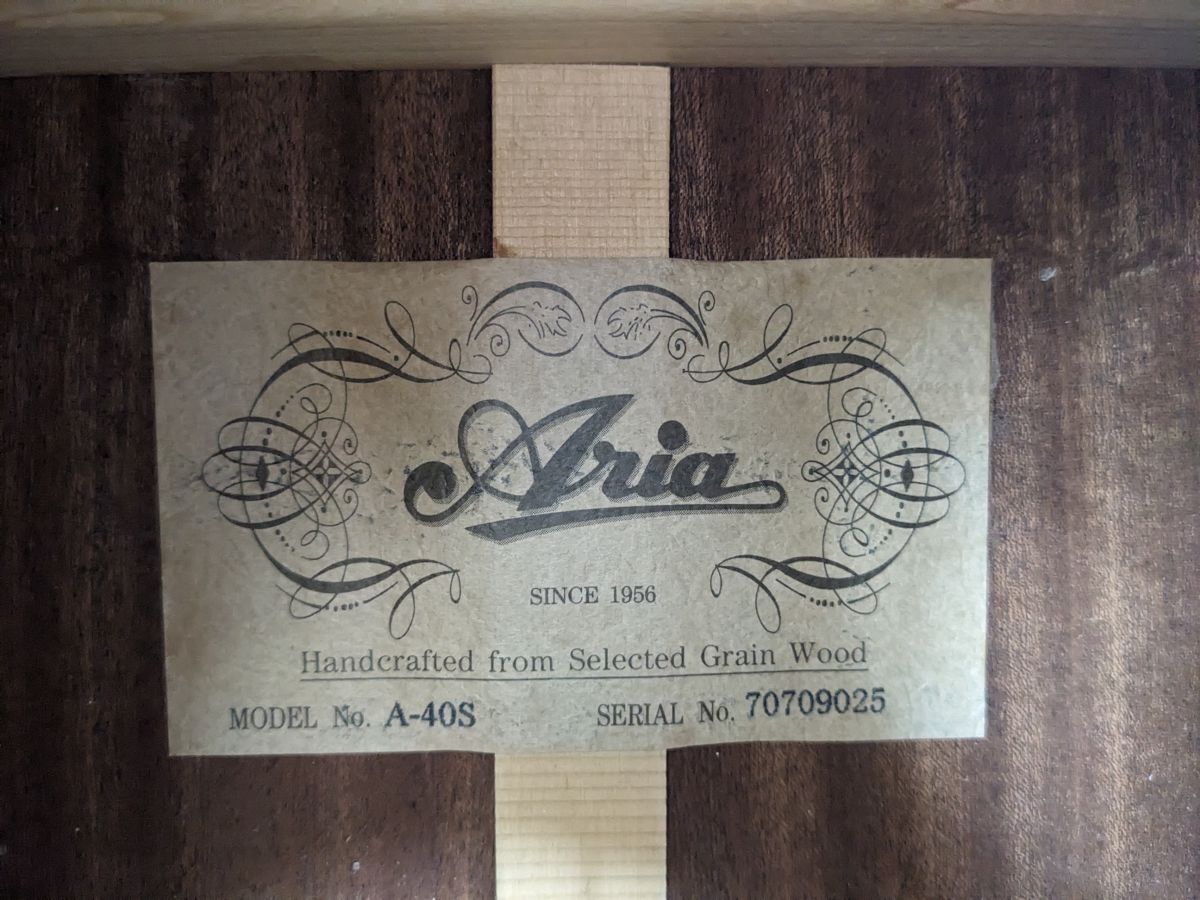 Aria
SINCE 1956
Handcrafted from Selected Grain Wood
MODEL No. A-40S SERIAL No. 70709025